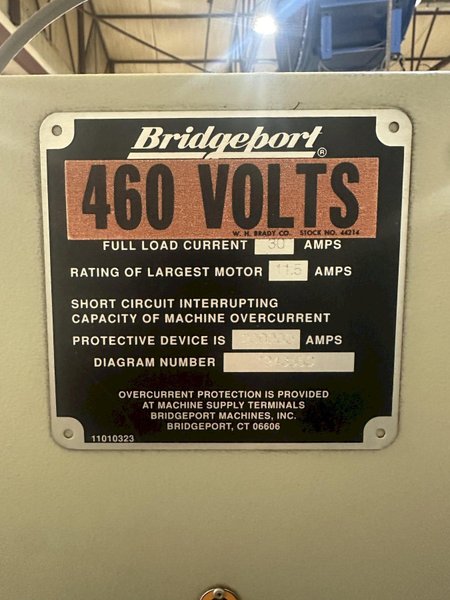 Bridgeport®
460 VOLTS
W. H. BRADY CO. STOCK NO. 44214
FULL LOAD CURRENT 30 AMPS
RATING OF LARGEST MOTOR 11.5 AMPS
SHORT CIRCUIT INTERRUPTING
CAPACITY OF MACHINE OVERCURRENT
PROTECTIVE DEVICE IS AMPS
DIAGRAM NUMBER
OVERCURRENT PROTECTION IS PROVIDED
AT MACHINE SUPPLY TERMINALS
BRIDGEPORT MACHINES, INC.
BRIDGEPORT, CT 06606
11010323